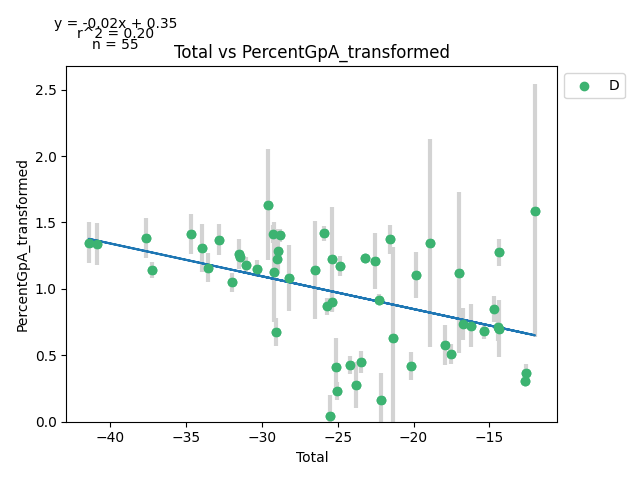 y = -0.02x + 0.35
r^2 = 0.20
n = 55
Total vs PercentGpA_transformed
D
PercentGpA_transformed
2.5
2.0
1.5
1.0
0.5
0.0
−40
−35
−30
−25
−20
−15
Total